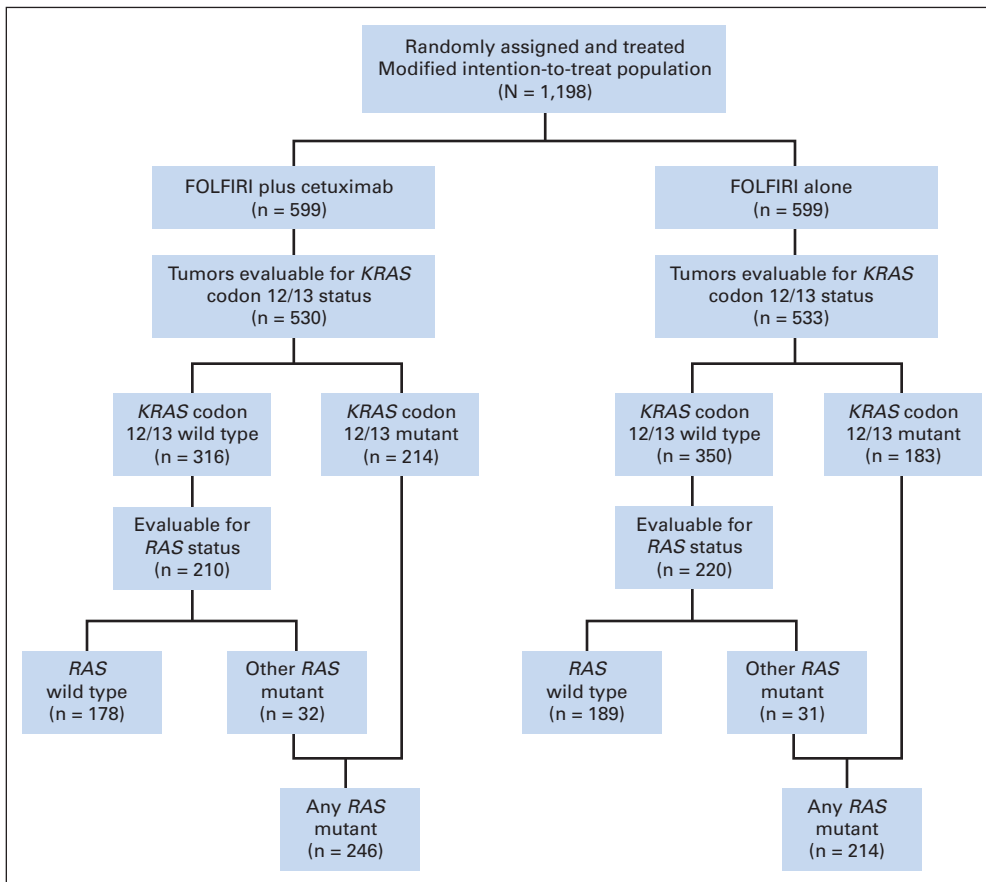 Randomly assigned and treated
Modified intention-to-treat population
(N = 1,198)
FOLFIRI plus cetuximab
(n = 599)
FOLFIRI alone
(n = 599)
Tumors evaluable for KRAS
codon 12/13 status
(n = 530)
Tumors evaluable for KRAS
codon 12/13 status
(n = 533)
KRAS codon
12/13 wild type
(n = 316)
KRAS codon
12/13 mutant
(n = 214)
KRAS codon
12/13 wild type
(n = 350)
KRAS codon
12/13 mutant
(n = 183)
Evaluable for
RAS status
(n = 210)
Evaluable for
RAS status
(n = 220)
RAS
wild type
(n = 178)
Other RAS
mutant
(n = 32)
RAS
wild type
(n = 189)
Other RAS
mutant
(n = 31)
Any RAS
mutant
(n = 246)
Any RAS
mutant
(n = 214)